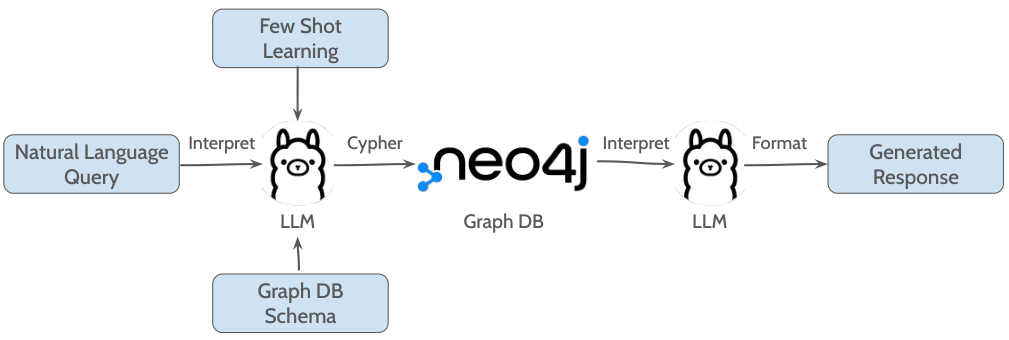 Few Shot
Learning
Natural Language
Query
Interpret
LLM
Cypher
neo4j
Graph DB
Interpret
LLM
Format
Generated
Response
Graph DB
Schema